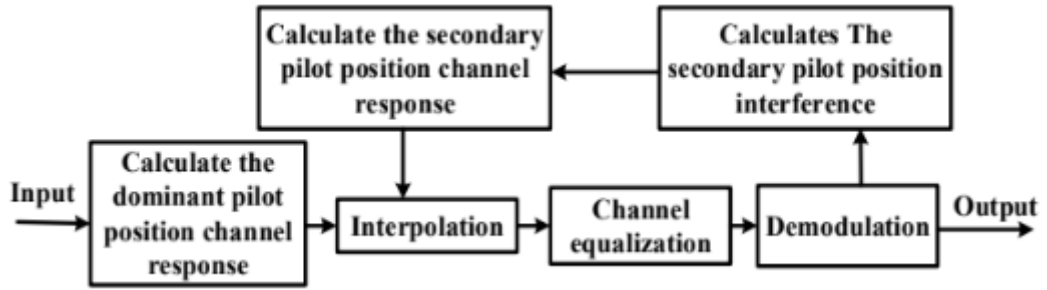 Calculate the secondary
pilot position channel
response
Calculates The
secondary pilot position
interference
Input
Calculate the
dominant pilot
position channel
response
Interpolation
Channel
equalization
Demodulation
Output